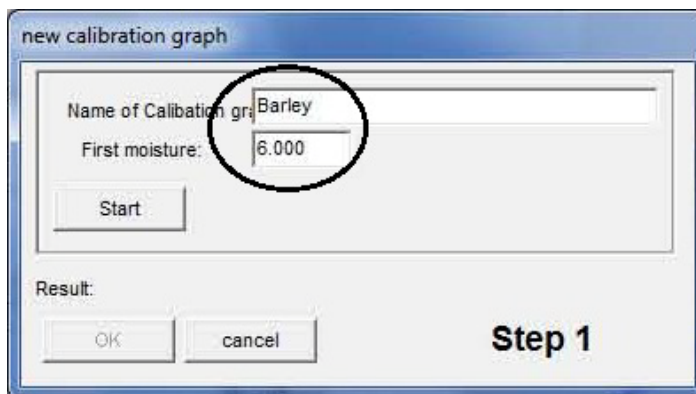 new calibration graph
Name of Calibation gr Barley
First moisture: 6.000
Start
Result:
OK cancel Step 1